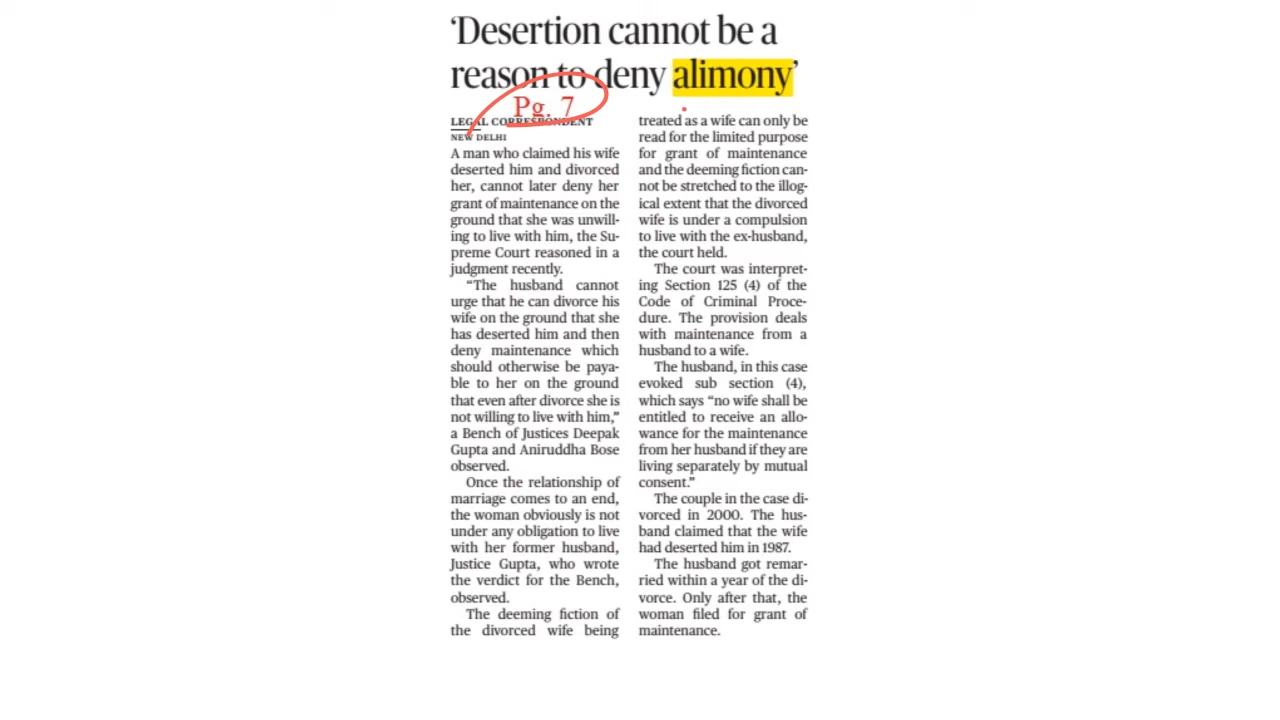 ‘Desertion cannot be a
reason to deny alimony’
Pg. 7
LEGAL CORRESPONDENT
NEW DELHI
A man who claimed his wife
deserted him and divorced
her, cannot later deny her
grant of maintenance on the
ground that she was unwill-
ing to live with him, the Su-
preme Court reasoned in a
judgment recently.
“The husband cannot
urge that he can divorce his
wife on the ground that she
has deserted him and then
deny maintenance which
should otherwise be paya-
ble to her on the ground
that even after divorce she is
not willing to live with him,”
a Bench of Justices Deepak
Gupta and Aniruddha Bose
observed.
Once the relationship of
marriage comes to an end,
the woman obviously is not
under any obligation to live
with her former husband,
Justice Gupta, who wrote
the verdict for the Bench,
observed.
The deeming fiction of
the divorced wife being
treated as a wife can only be
read for the limited purpose
for grant of maintenance
and the deeming fiction can-
not be stretched to the illog-
ical extent that the divorced
wife is under a compulsion
to live with the ex-husband,
the court held.
The court was interpret-
ing Section 125 (4) of the
Code of Criminal Proce-
dure. The provision deals
with maintenance from a
husband to a wife.
The husband, in this case
evoked sub section (4),
which says “no wife shall be
entitled to receive an allo-
wance for the maintenance
from her husband if they are
living separately by mutual
consent.”
The couple in the case di-
vorced in 2000. The hus-
band claimed that the wife
had deserted him in 1987.
The husband got remar-
ried within a year of the di-
vorce. Only after that, the
woman filed for grant of
maintenance.